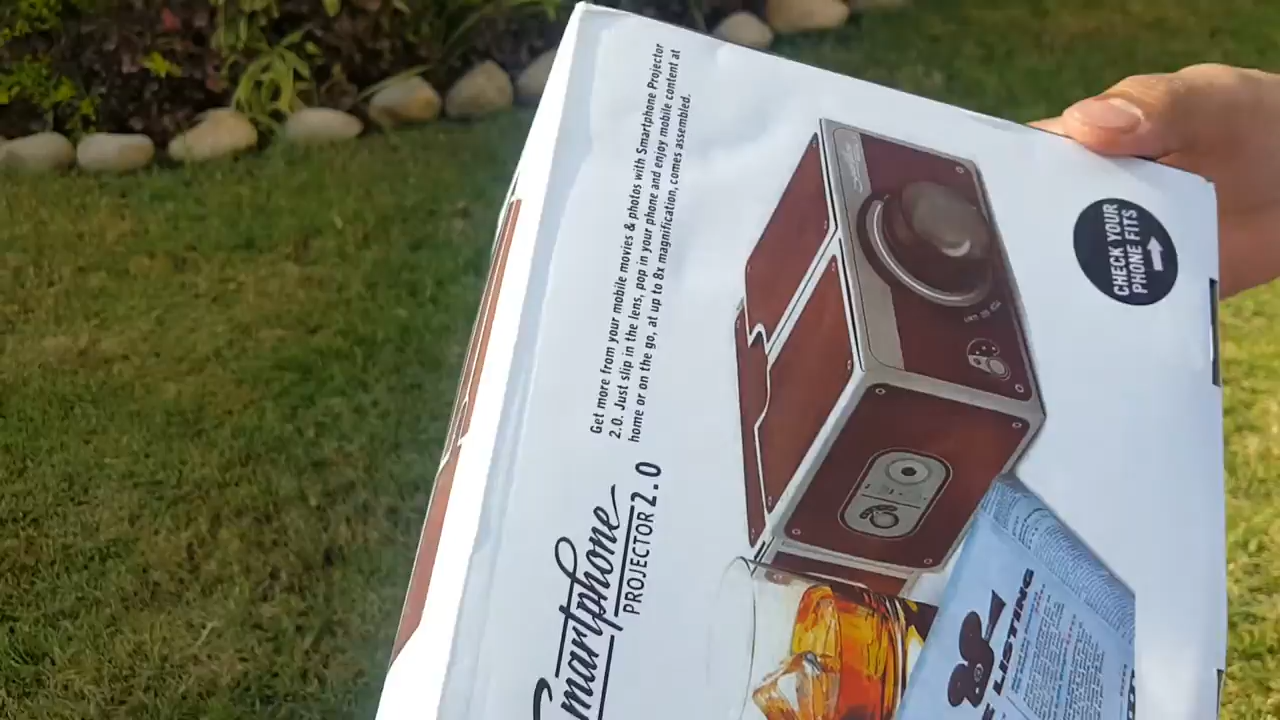 Smartphone
PROJECTOR 2.0
Get more from your mobile movies & photos with Smartphone Projector
2.0. Just slip in the lens, pop in your phone and enjoy mobile content at
home or on the go, at up to 8x magnification, comes assembled.
CHECK YOUR
PHONE FITS
LISTING